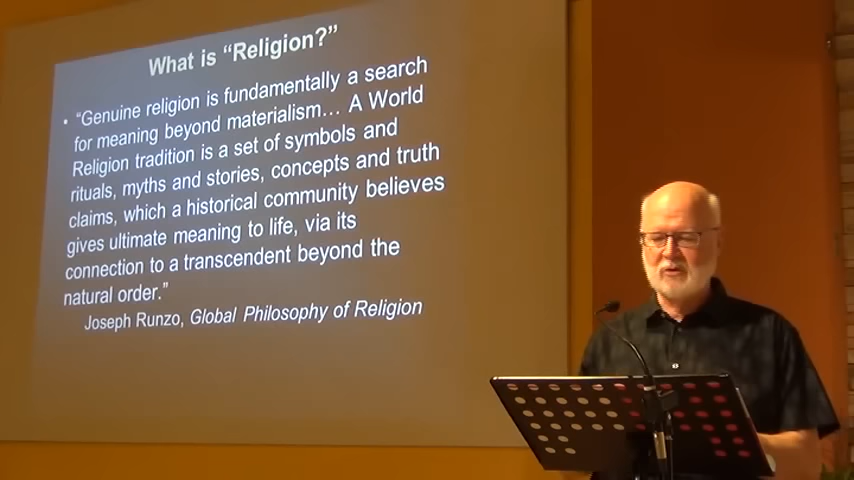 What is “Religion?”
• “Genuine religion is fundamentally a search
for meaning beyond materialism… A World
Religion tradition is a set of symbols and
rituals, myths and stories, concepts and truth
claims, which a historical community believes
gives ultimate meaning to life, via its
connection to a transcendent beyond the
natural order.”
Joseph Runzo, Global Philosophy of Religion